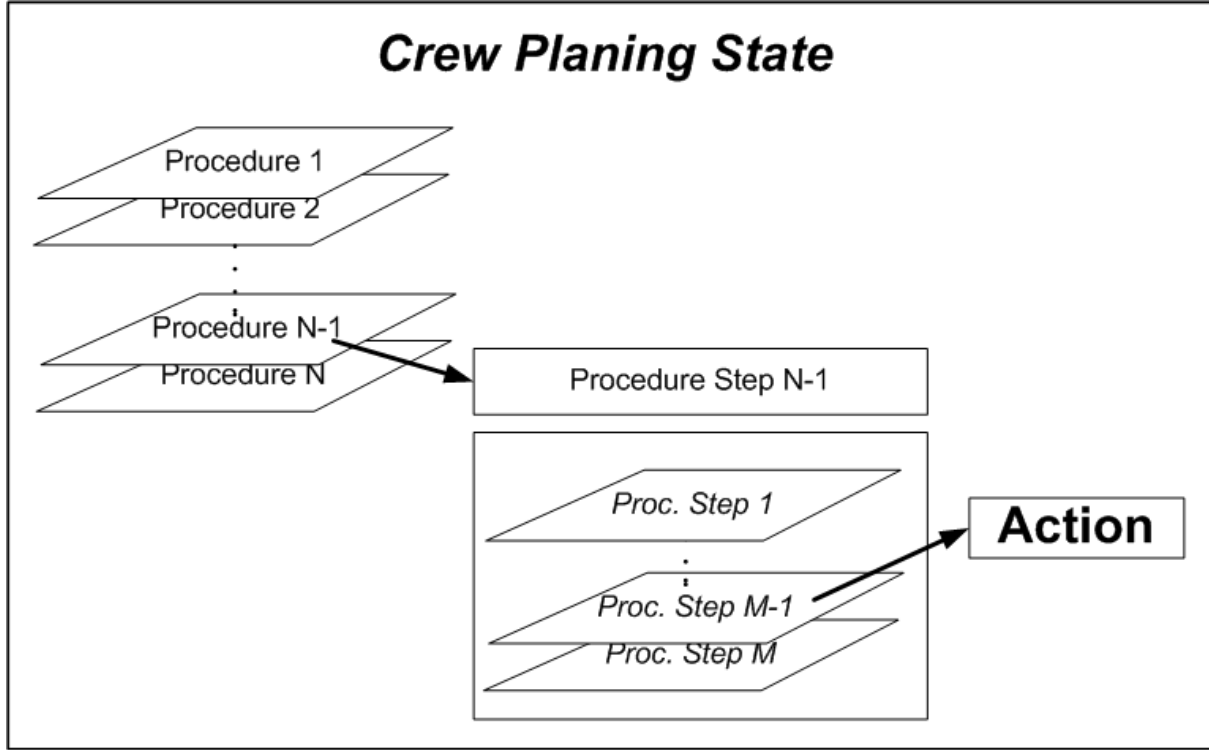 Crew Planing State
Procedure 1
Procedure 2
Procedure N-1
Procedure N
Procedure Step N-1
Proc. Step 1
Action
Proc. Step M-1
Proc. Step M